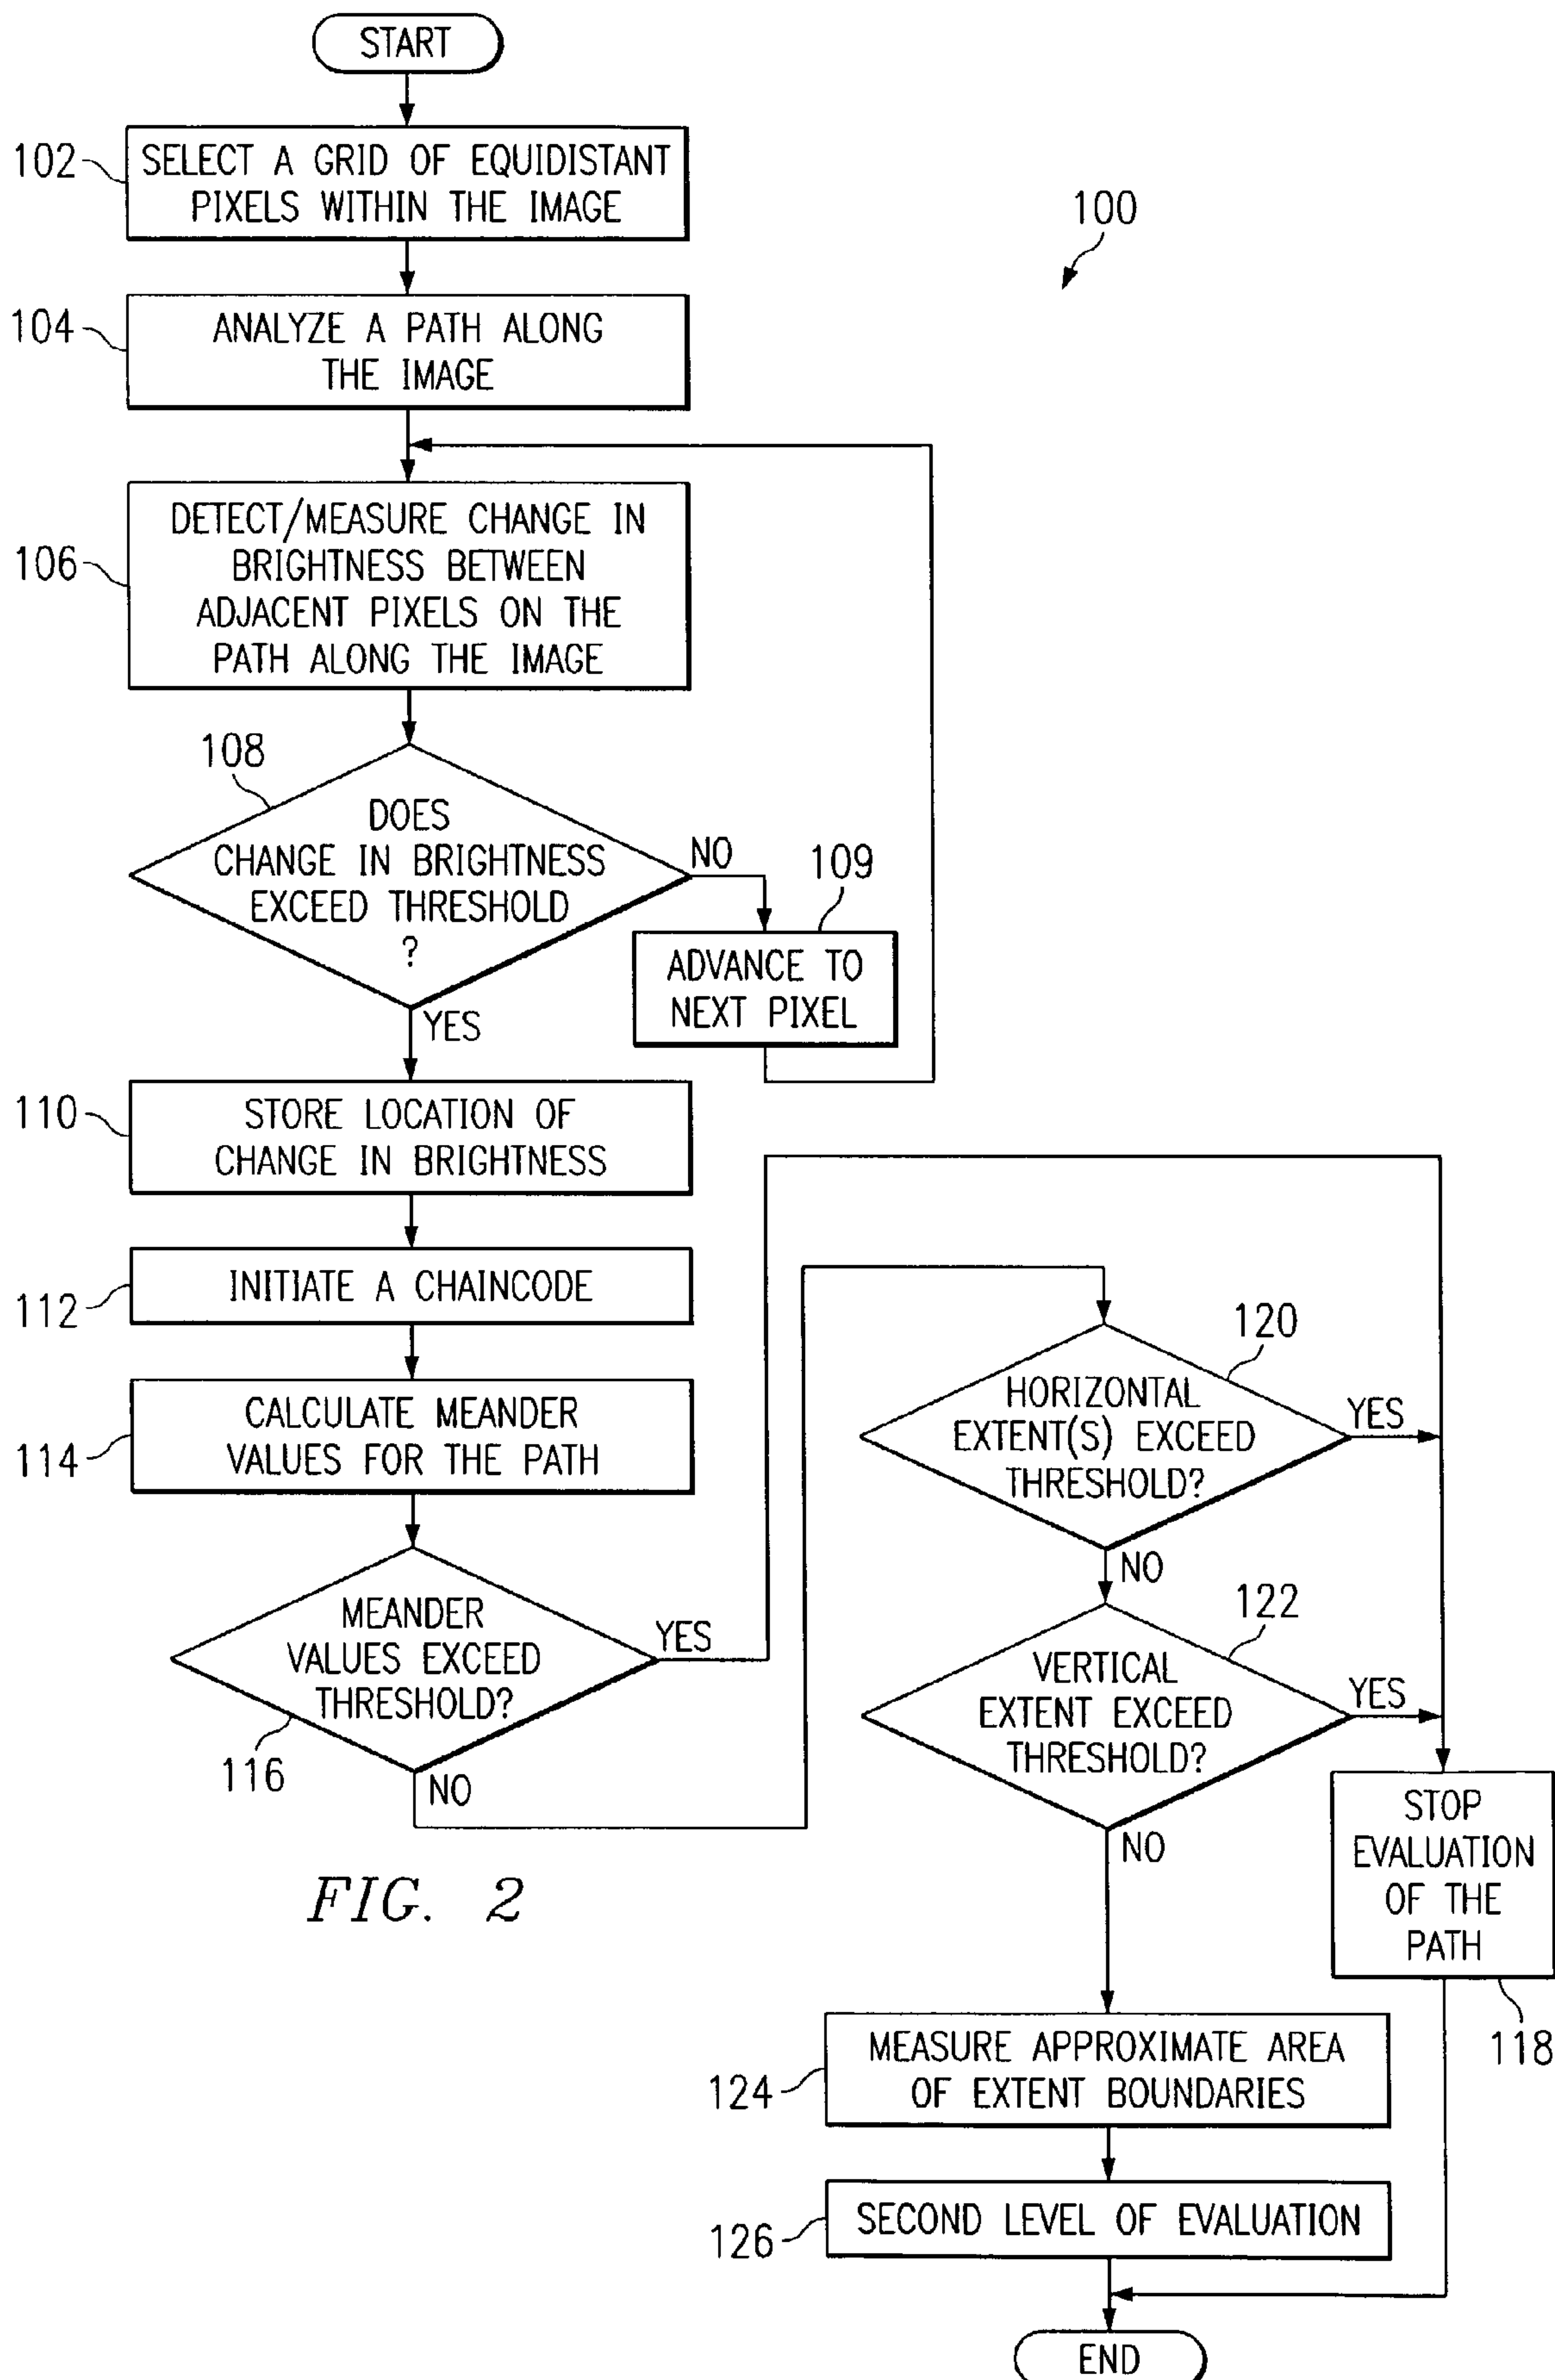 START
102
SELECT A GRID OF EQUIDISTANT
PIXELS WITHIN THE IMAGE
100
104
ANALYZE A PATH ALONG
THE IMAGE
106
DETECT/MEASURE CHANGE IN
BRIGHTNESS BETWEEN
ADJACENT PIXELS ON THE
PATH ALONG THE IMAGE
108
DOES
CHANGE IN BRIGHTNESS
EXCEED THRESHOLD
?
NO
109
ADVANCE TO
NEXT PIXEL
YES
110
STORE LOCATION OF
CHANGE IN BRIGHTNESS
112
INITIATE A CHAINCODE
114
CALCULATE MEANDER
VALUES FOR THE PATH
116
MEANDER
VALUES EXCEED
THRESHOLD?
YES
NO
120
HORIZONTAL
EXTENT(S) EXCEED
THRESHOLD?
YES
NO
122
VERTICAL
EXTENT EXCEED
THRESHOLD?
YES
NO
STOP
EVALUATION
OF THE
PATH
118
124
MEASURE APPROXIMATE AREA
OF EXTENT BOUNDARIES
126
SECOND LEVEL OF EVALUATION
END
FIG. 2